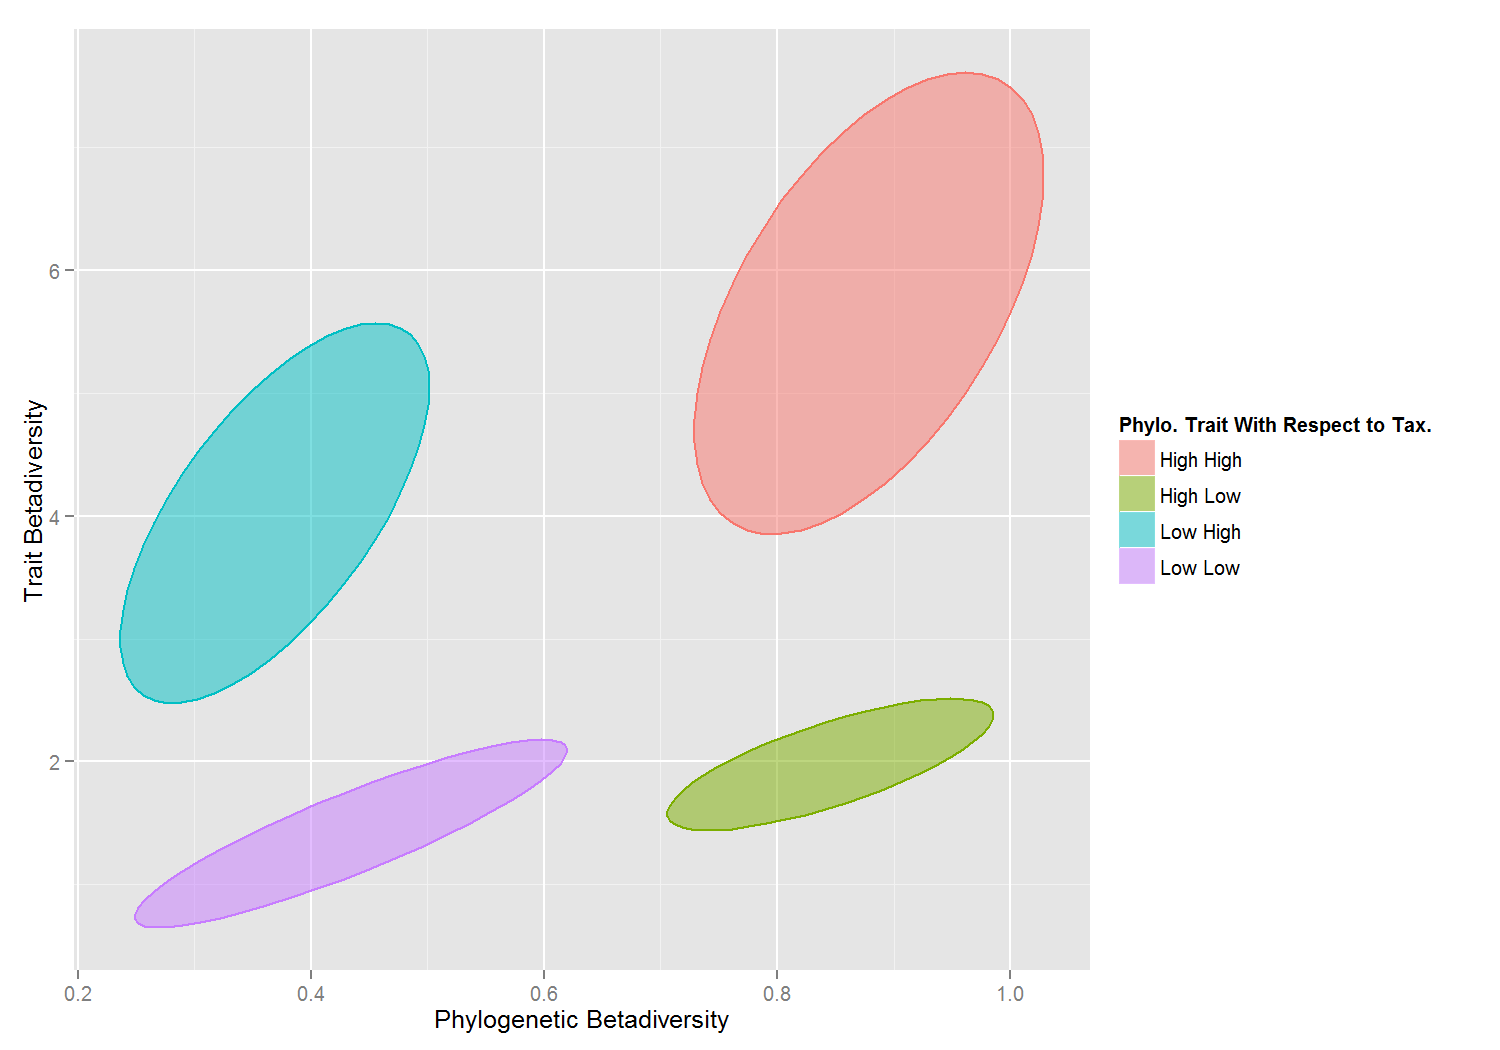 6
4
2
Trait Betadiversity
0.2
0.4
0.6
0.8
1.0
Phylogenetic Betadiversity
Phylo. Trait With Respect to Tax.
High High
High Low
Low High
Low Low